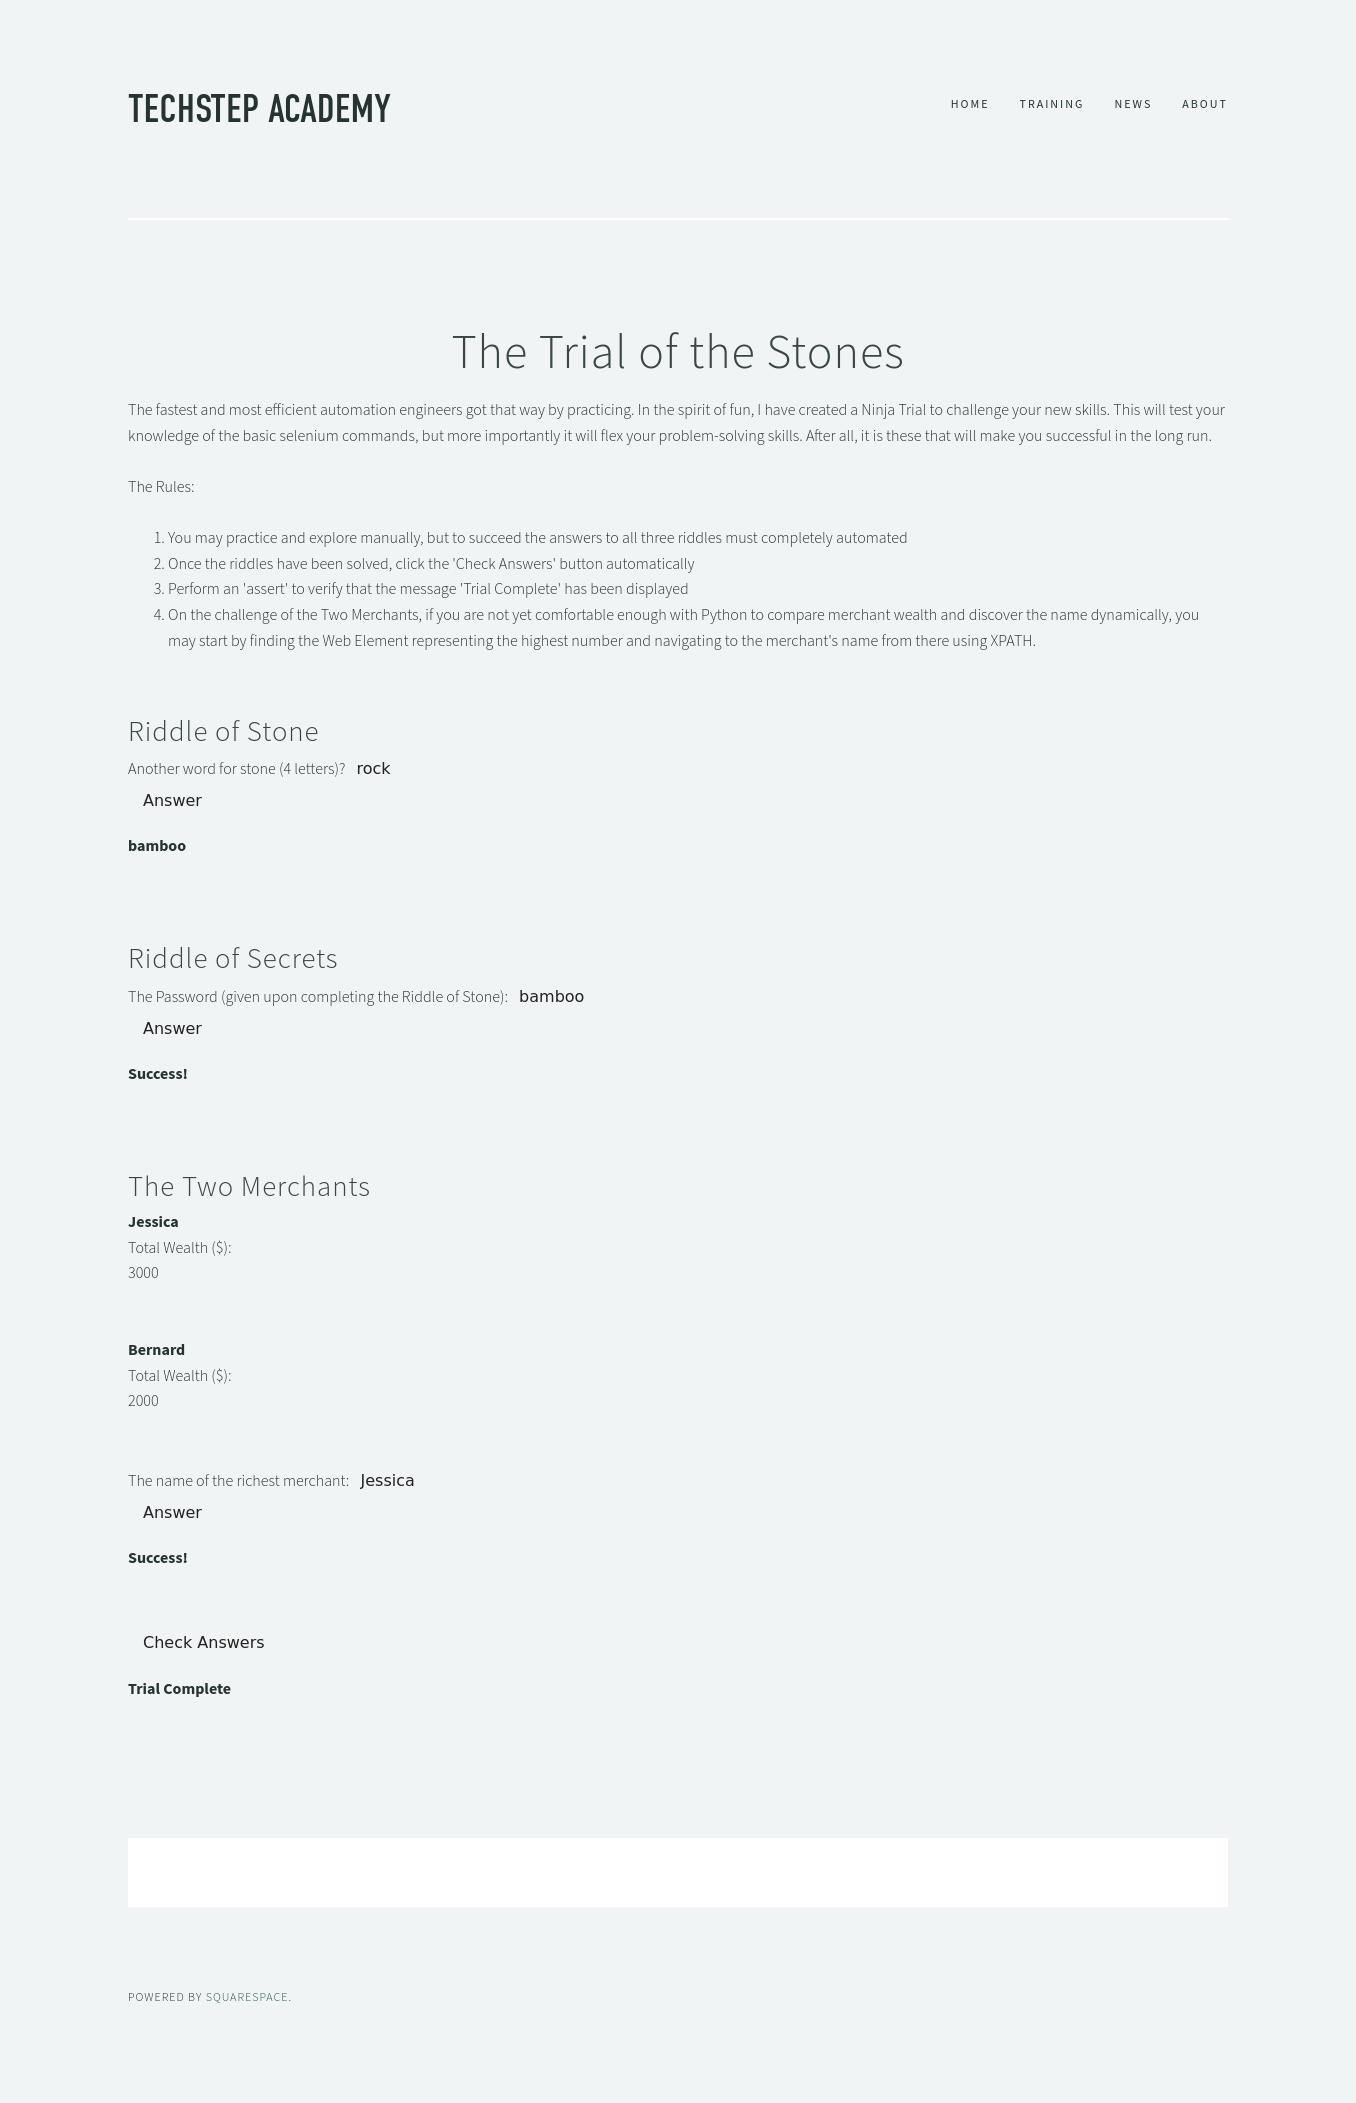 TECHSTEP ACADEMY
HOME TRAINING NEWS ABOUT
The Trial of the Stones
The fastest and most efficient automation engineers got that way by practicing. In the spirit of fun, I have created a Ninja Trial to challenge your new skills. This will test your
knowledge of the basic selenium commands, but more importantly it will flex your problem-solving skills. After all, it is these that will make you successful in the long run.
The Rules:
1. You may practice and explore manually, but to succeed the answers to all three riddles must completely automated
2. Once the riddles have been solved, click the 'Check Answers' button automatically
3. Perform an 'assert' to verify that the message 'Trial Complete' has been displayed
4. On the challenge of the Two Merchants, if you are not yet comfortable enough with Python to compare merchant wealth and discover the name dynamically, you
may start by finding the Web Element representing the highest number and navigating to the merchant's name from there using XPATH.
Riddle of Stone
Another word for stone (4 letters)? rock
Answer
bamboo
Riddle of Secrets
The Password (given upon completing the Riddle of Stone): bamboo
Answer
Success!
The Two Merchants
Jessica
Total Wealth ($):
3000
Bernard
Total Wealth ($):
2000
The name of the richest merchant: Jessica
Answer
Success!
Check Answers
Trial Complete
POWERED BY SQUARESPACE.